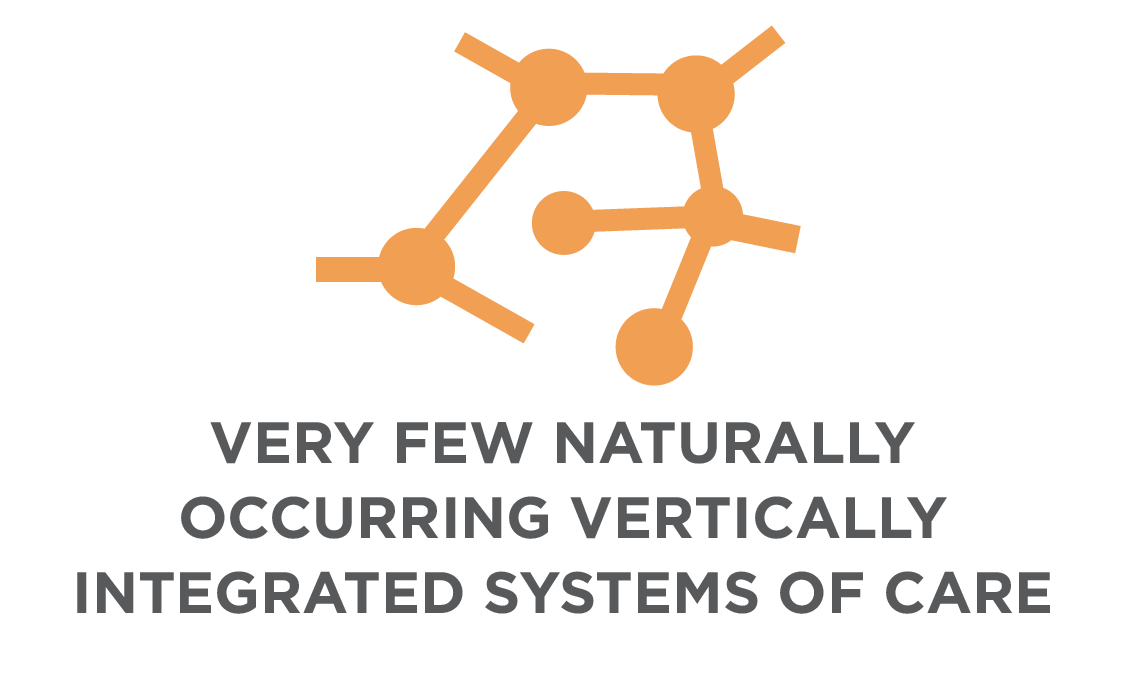 VERY FEW NATURALLY
OCCURRING VERTICALLY
INTEGRATED SYSTEMS OF CARE